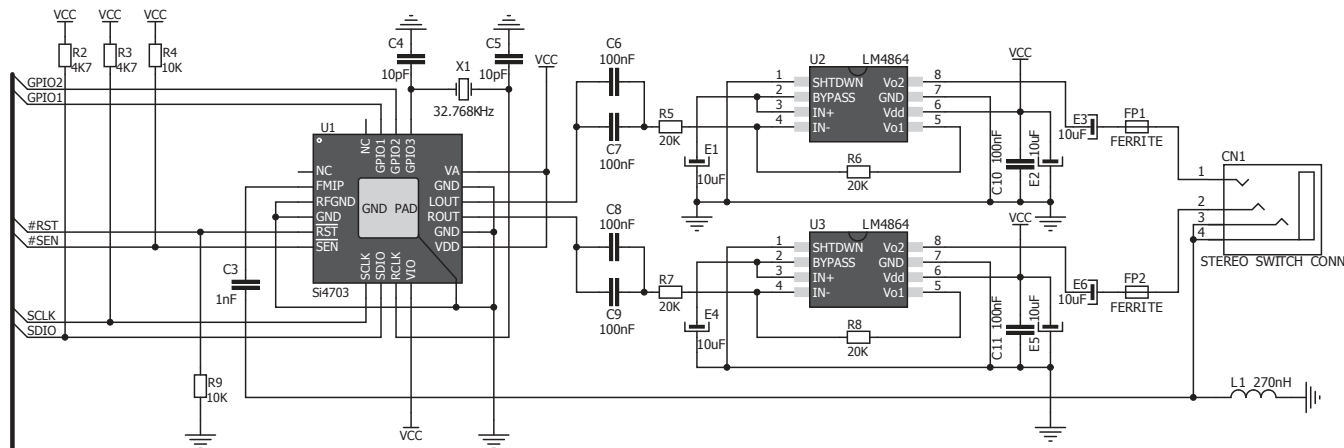 VCC VCC VCC
R2
4K7
R3
4K7
R4
10K
GPIO2
GPIO1
#RST
#SEN
SCLK
SDIO
C4
10pF
C5
10pF
X1
32.768KHz
VCC
U1
NC
GPIO1
GPIO2
GPIO3
NC
FMIP
RFGND
GND
RST
SEN
GND PAD
VA
GND
LOUT
ROUT
GND
VDD
SCLK
SDIO
RCLK
VIO
Si4703
C3
1nF
R9
10K
VCC
C6
100nF
C7
100nF
R5
20K
E1
10uF
U2 LM4864
1 SHTDWN Vo2 8
2 BYPASS GND 7
3 IN+ Vdd 6
4 IN- Vo1 5
R6
20K
VCC
C10 100nF
E2 10uF
E3
10uF
FP1
FERRITE
C8
100nF
C9
100nF
R7
20K
E4
10uF
U3 LM4864
1 SHTDWN Vo2 8
2 BYPASS GND 7
3 IN+ Vdd 6
4 IN- Vo1 5
R8
20K
VCC
C11 100nF
E5 10uF
E6
10uF
FP2
FERRITE
CN1
1
2
3
4
STEREO SWITCH CONN
L1 270nH